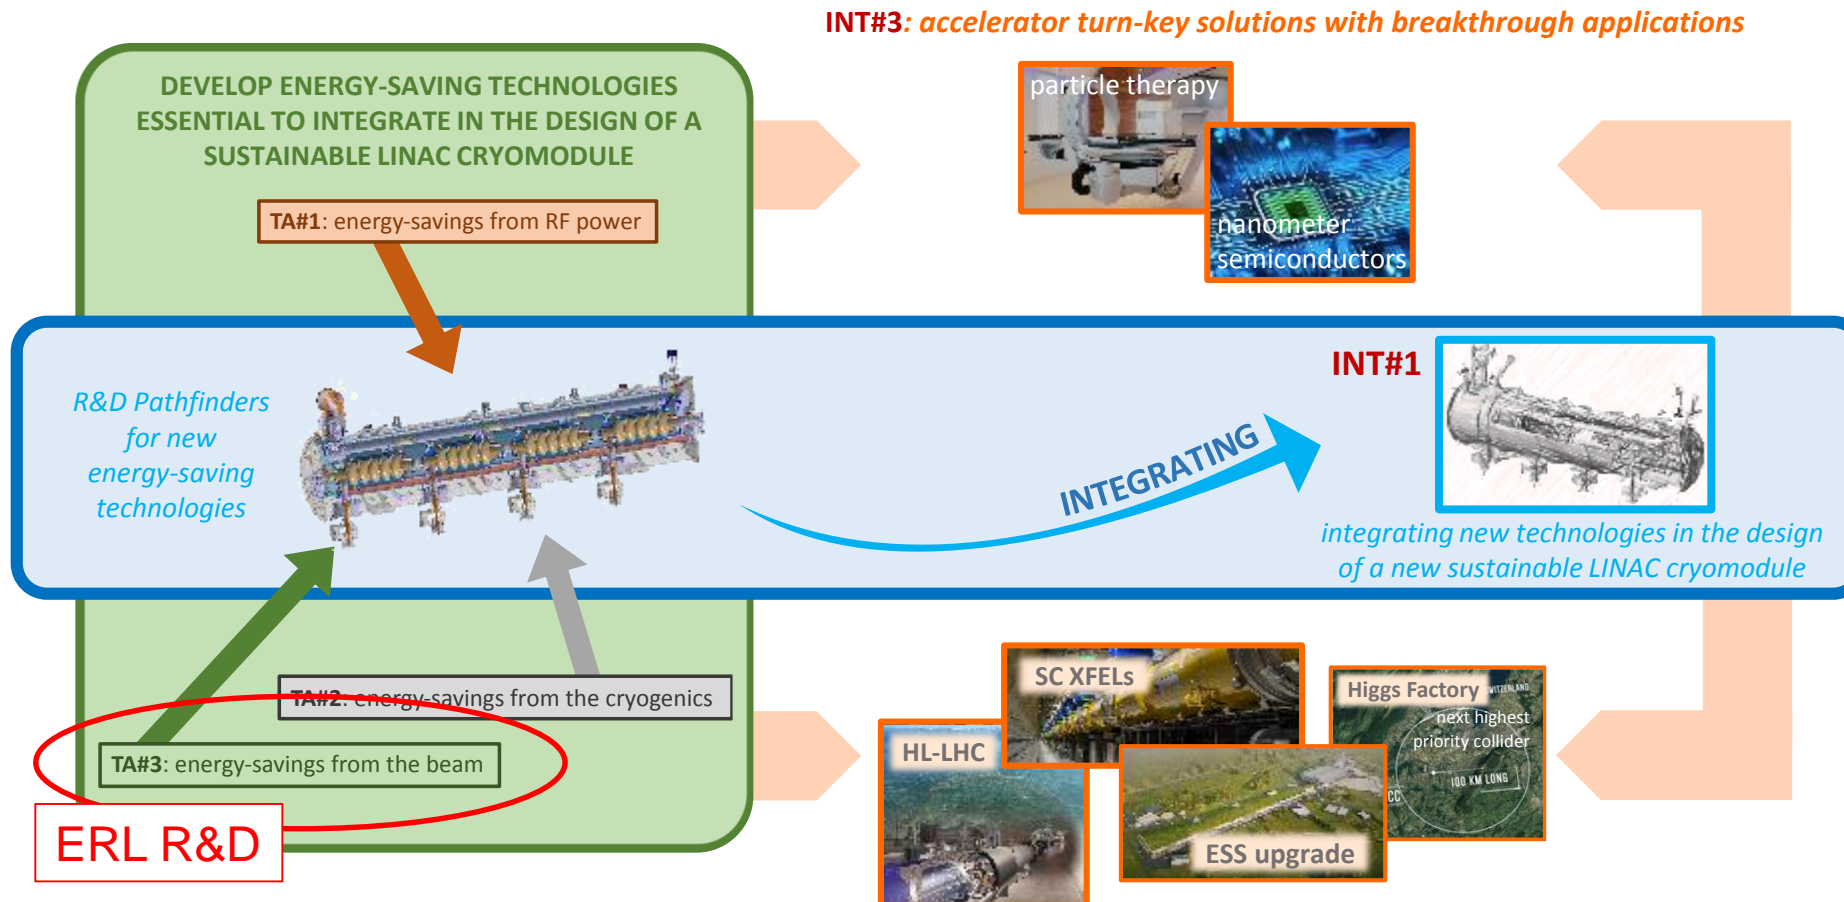 INT#3: accelerator turn-key solutions with breakthrough applications
DEVELOP ENERGY-SAVING TECHNOLOGIES
ESSENTIAL TO INTEGRATE IN THE DESIGN OF A
SUSTAINABLE LINAC CRYOMODULE
TA#1: energy-savings from RF power
particle therapy
nanometer
semiconductors
R&D Pathfinders
for new
energy-saving
technologies
INTEGRATING
INT#1
integrating new technologies in the design
of a new sustainable LINAC cryomodule
TA#2: energy-savings from the cryogenics
TA#3: energy-savings from the beam
ERL R&D
SC XFELs
HL-LHC
ESS upgrade
Higgs Factory
WITZERLAND
next highest
priority collider
100 KM LONG
CC